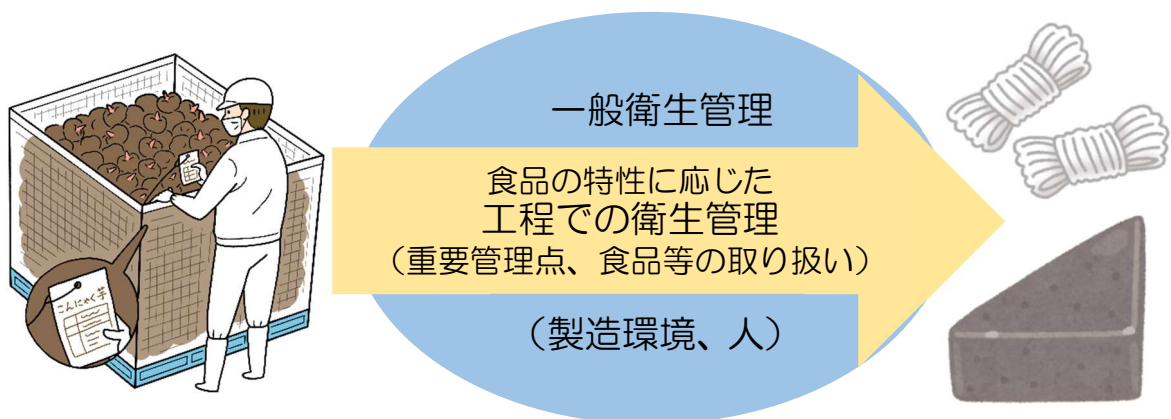 一般衛生管理
食品の特性に応じた
工程での衛生管理
（重要管理点、食品等の取り扱い）
（製造環境、人）
こんにゃく芋